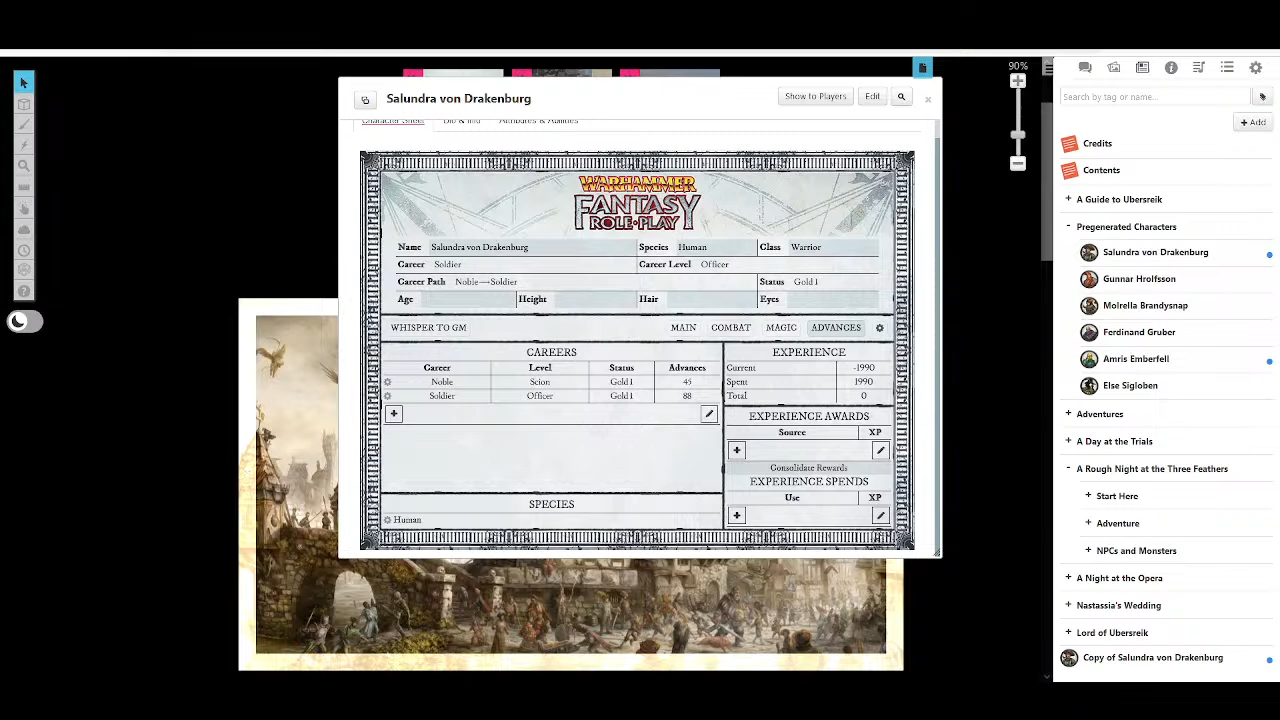 90%
Salundra von Drakenburg
Show to Players
Edit
Character Sheet
Bio & Info
Attributes & Abilities
WARHAMMER
FANTASY
ROLE-PLAY
Name Salundra von Drakenburg Species Human Class Warrior
Career Soldier Career Level Officer
Career Path Noble⟶Soldier Status Gold 1
Age Height Hair Eyes
WHISPER TO GM MAIN COMBAT MAGIC ADVANCES
CAREERS
Career Level Status Advances
Noble Scion Gold 1 45
Soldier Officer Gold 1 88
SPECIES
Human
EXPERIENCE
Current -1990
Spent 1990
Total 0
EXPERIENCE AWARDS
Source XP
Consolidate Rewards
EXPERIENCE SPENDS
Use XP
Search by tag or name...
+ Add
Credits
Contents
+ A Guide to Ubersreik
- Pregenerated Characters
Salundra von Drakenburg
Gunnar Hrolfsson
Molrella Brandysnap
Ferdinand Gruber
Amris Emberfell
Else Sigloben
+ Adventures
+ A Day at the Trials
- A Rough Night at the Three Feathers
+ Start Here
+ Adventure
+ NPCs and Monsters
+ A Night at the Opera
+ Nastassia's Wedding
+ Lord of Ubersreik
Copy of Salundra von Drakenburg